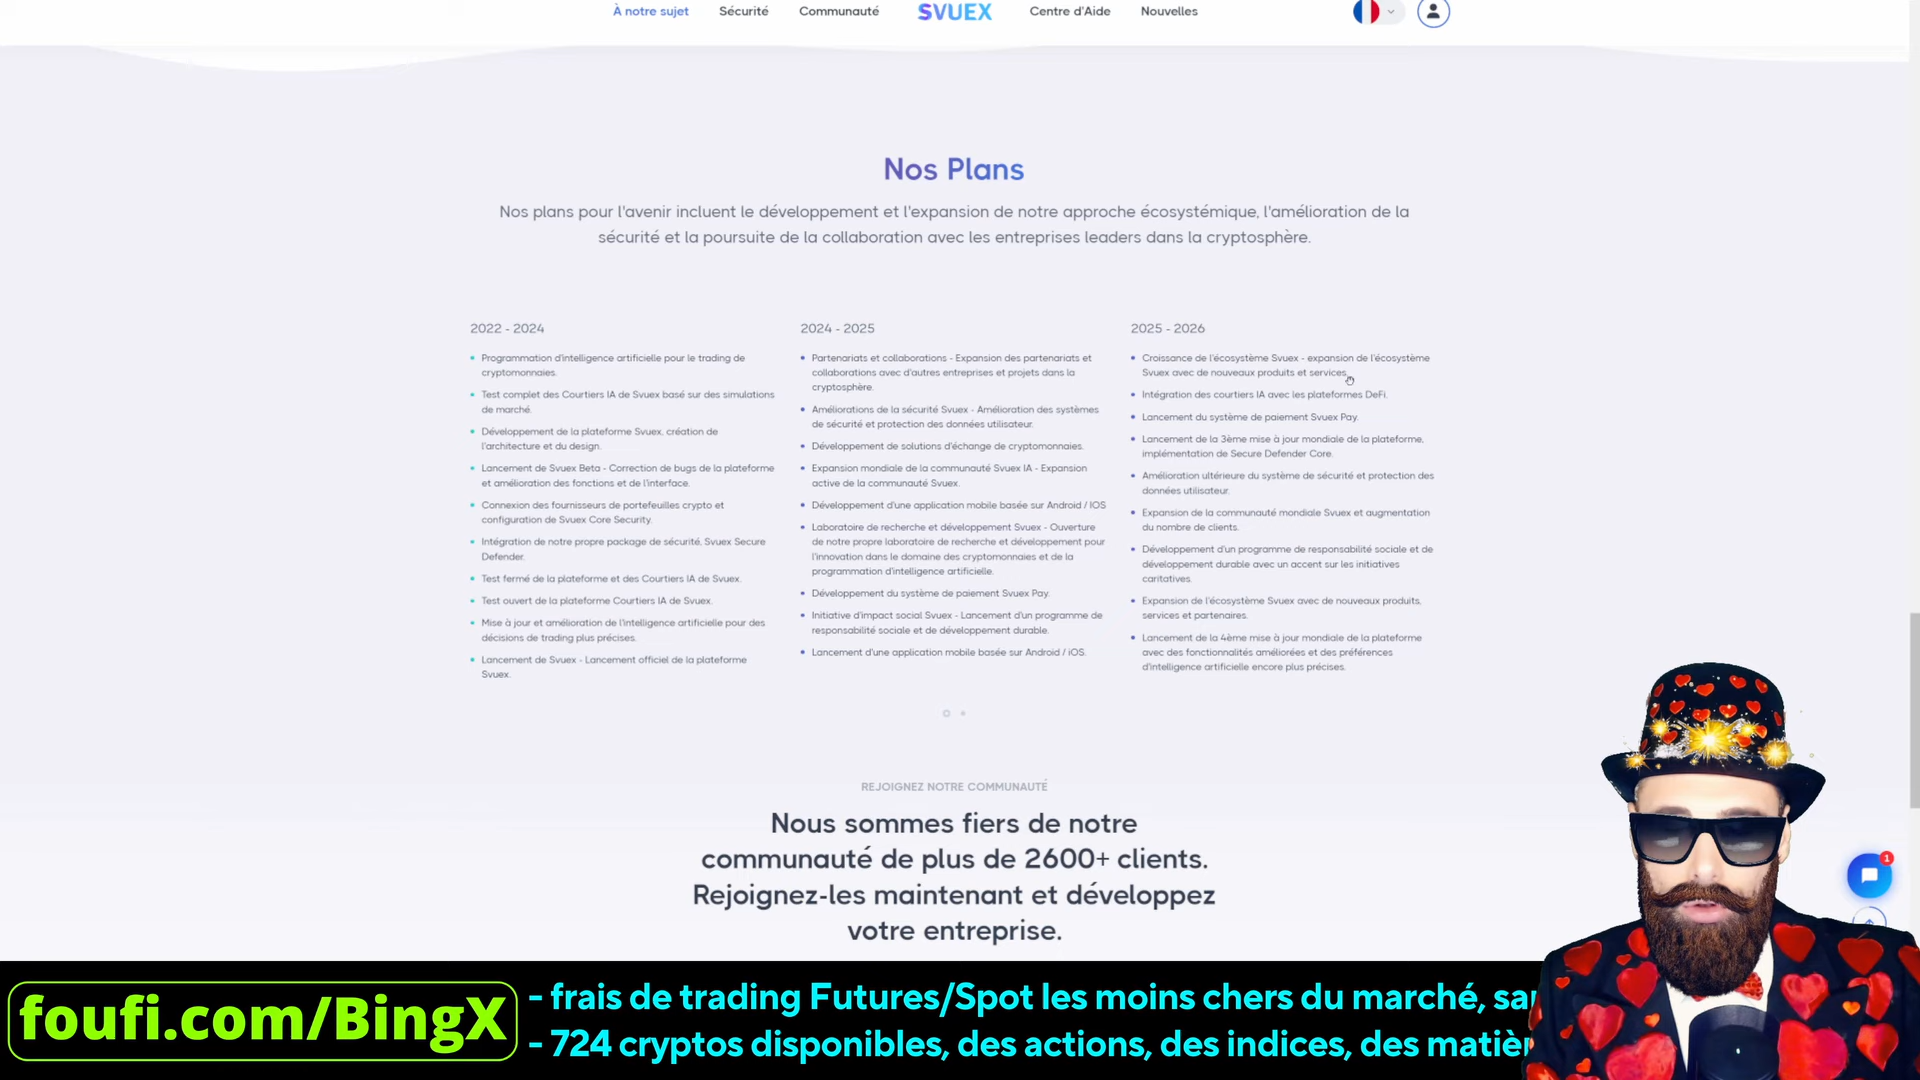 À notre sujet
Sécurité
Communauté
SVUEX
Centre d'Aide
Nouvelles
Nos Plans
Nos plans pour l'avenir incluent le développement et l'expansion de notre approche écosystémique, l'amélioration de la
sécurité et la poursuite de la collaboration avec les entreprises leaders dans la cryptosphère.
2022 - 2024
Programmation d'intelligence artificielle pour le trading de
cryptomonnaies.
Test complet des Courtiers IA de Svuex basé sur des simulations
de marché.
Développement de la plateforme Svuex, création de
l'architecture et du design.
Lancement de Svuex Beta - Correction de bugs de la plateforme
et amélioration des fonctions et de l'interface.
Connexion des fournisseurs de portefeuilles crypto et
configuration de Svuex Core Security.
Intégration de notre propre package de sécurité, Svuex Secure
Defender.
Test fermé de la plateforme et des Courtiers IA de Svuex.
Test ouvert de la plateforme Courtiers IA de Svuex.
Mise à jour et amélioration de l'intelligence artificielle pour des
décisions de trading plus précises.
Lancement de Svuex - Lancement officiel de la plateforme
Svuex.
2024 - 2025
Partenariats et collaborations - Expansion des partenariats et
collaborations avec d'autres entreprises et projets dans la
cryptosphère.
Améliorations de la sécurité Svuex - Amélioration des systèmes
de sécurité et protection des données utilisateur.
Développement de solutions d'échange de cryptomonnaies.
Expansion mondiale de la communauté Svuex IA - Expansion
active de la communauté Svuex.
Développement d'une application mobile basée sur Android / IOS
Laboratoire de recherche et développement Svuex - Ouverture
de notre propre laboratoire de recherche et développement pour
l'innovation dans le domaine des cryptomonnaies et de la
programmation d'intelligence artificielle.
Développement du système de paiement Svuex Pay.
Initiative d'impact social Svuex - Lancement d'un programme de
responsabilité sociale et de développement durable.
Lancement d'une application mobile basée sur Android / iOS.
2025 - 2026
Croissance de l'écosystème Svuex - expansion de l'écosystème
Svuex avec de nouveaux produits et services.
Intégration des courtiers IA avec les plateformes DeFi.
Lancement du système de paiement Svuex Pay.
Lancement de la 3ème mise à jour mondiale de la plateforme,
implémentation de Secure Defender Core.
Amélioration ultérieure du système de sécurité et protection des
données utilisateur.
Expansion de la communauté mondiale Svuex et augmentation
du nombre de clients.
Développement d'un programme de responsabilité sociale et de
développement durable avec un accent sur les initiatives
caritatives.
Expansion de l'écosystème Svuex avec de nouveaux produits,
services et partenaires.
Lancement de la 4ème mise à jour mondiale de la plateforme
avec des fonctionnalités améliorées et des préférences
d'intelligence artificielle encore plus précises.
REJOIGNEZ NOTRE COMMUNAUTÉ
Nous sommes fiers de notre
communauté de plus de 2600+ clients.
Rejoignez-les maintenant et développez
votre entreprise.
1
foufi.com/BingX
- frais de trading Futures/Spot les moins chers du marché,
- 724 cryptos disponibles, des actions, des indices, des